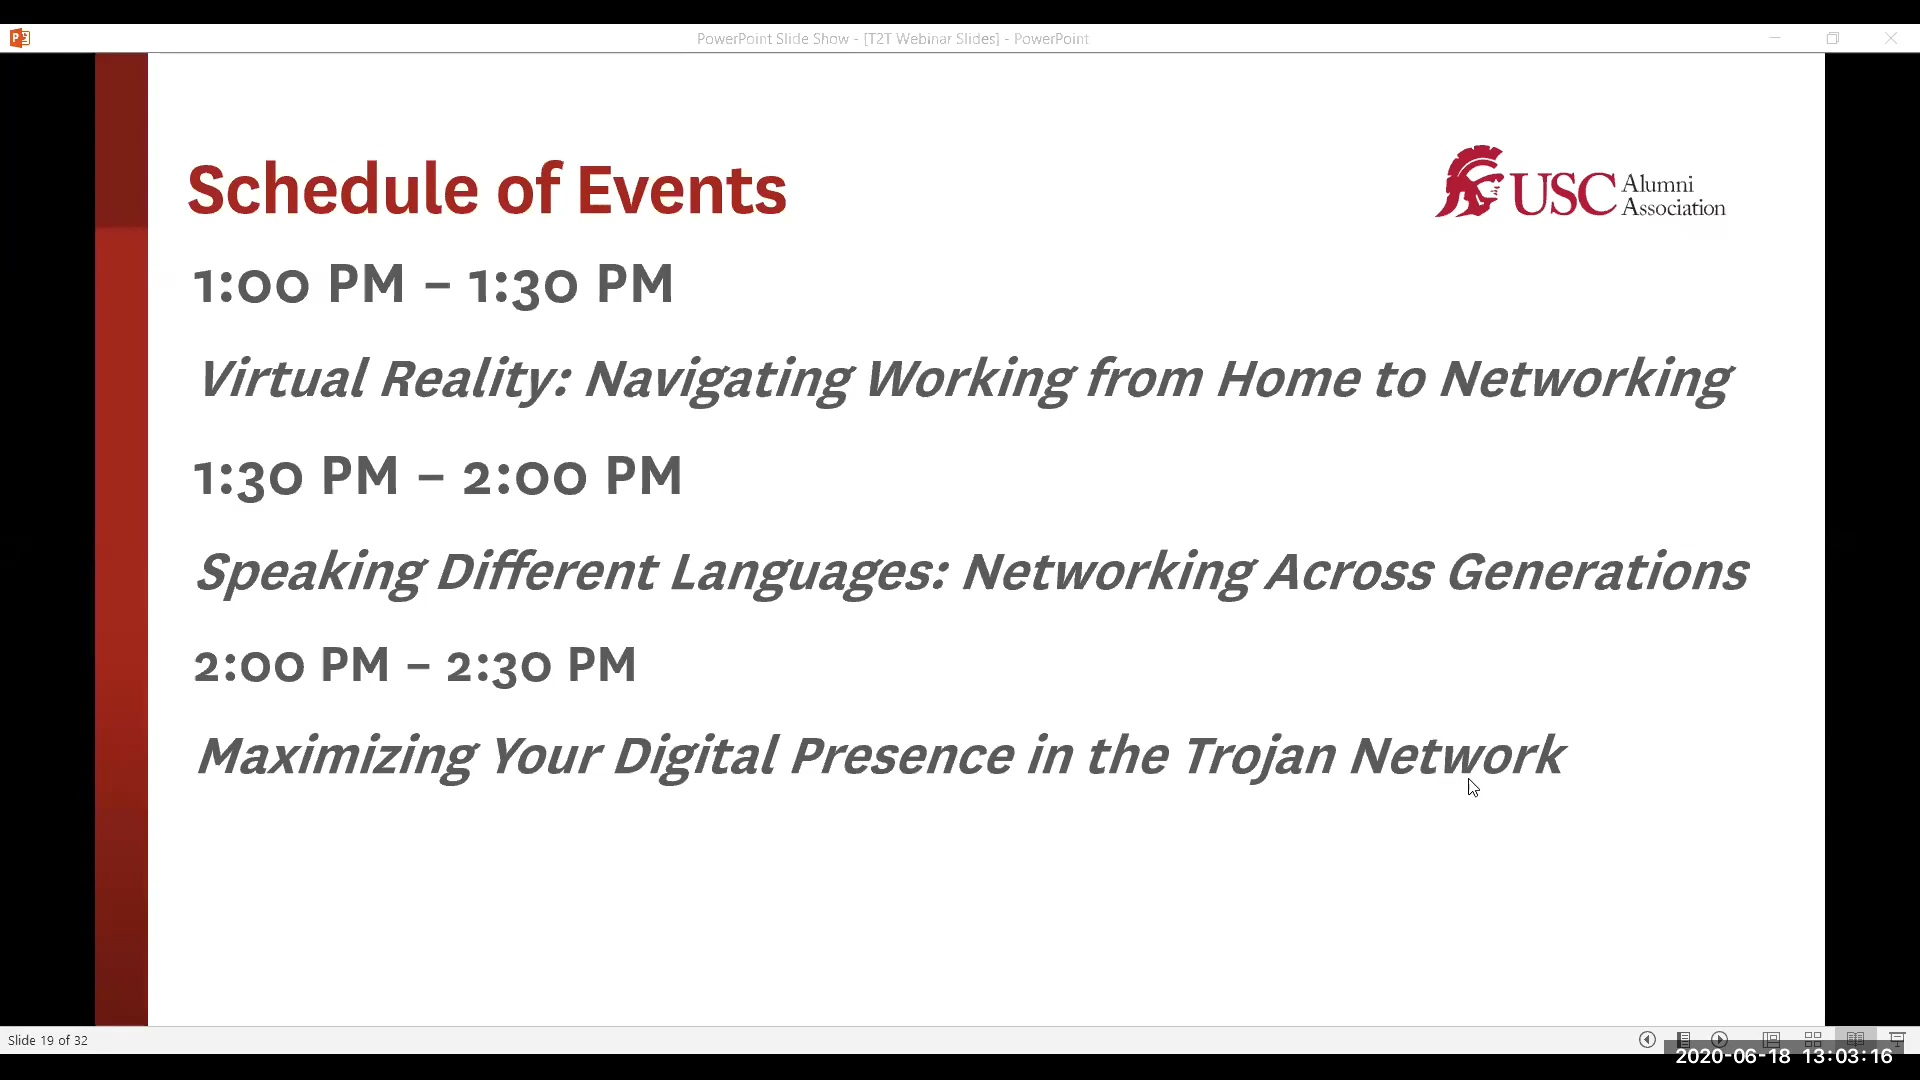 PowerPoint Slide Show - [T2T Webinar Slides] - PowerPoint
Schedule of Events
USC Alumni Association
1:00 PM – 1:30 PM
Virtual Reality: Navigating Working from Home to Networking
1:30 PM – 2:00 PM
Speaking Different Languages: Networking Across Generations
2:00 PM – 2:30 PM
Maximizing Your Digital Presence in the Trojan Network
Slide 19 of 32
2020-06-18 13:03:16